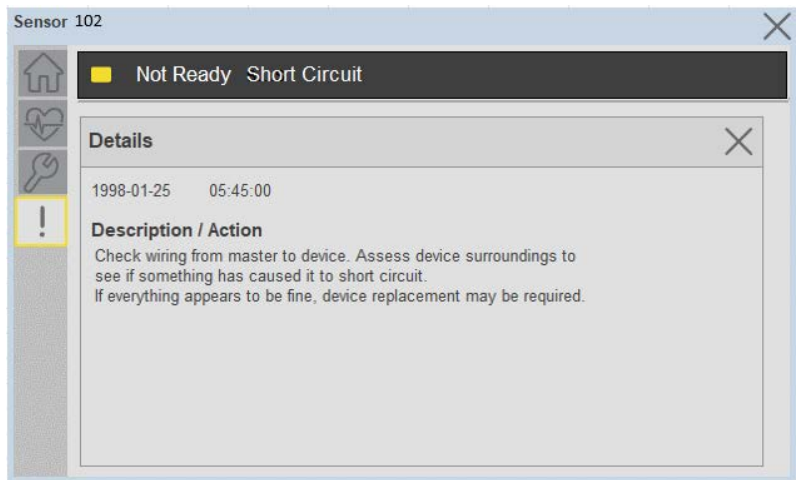 Sensor 102
Not Ready Short Circuit
Details
1998-01-25 05:45:00
Description / Action
Check wiring from master to device. Assess device surroundings to
see if something has caused it to short circuit.
If everything appears to be fine, device replacement may be required.